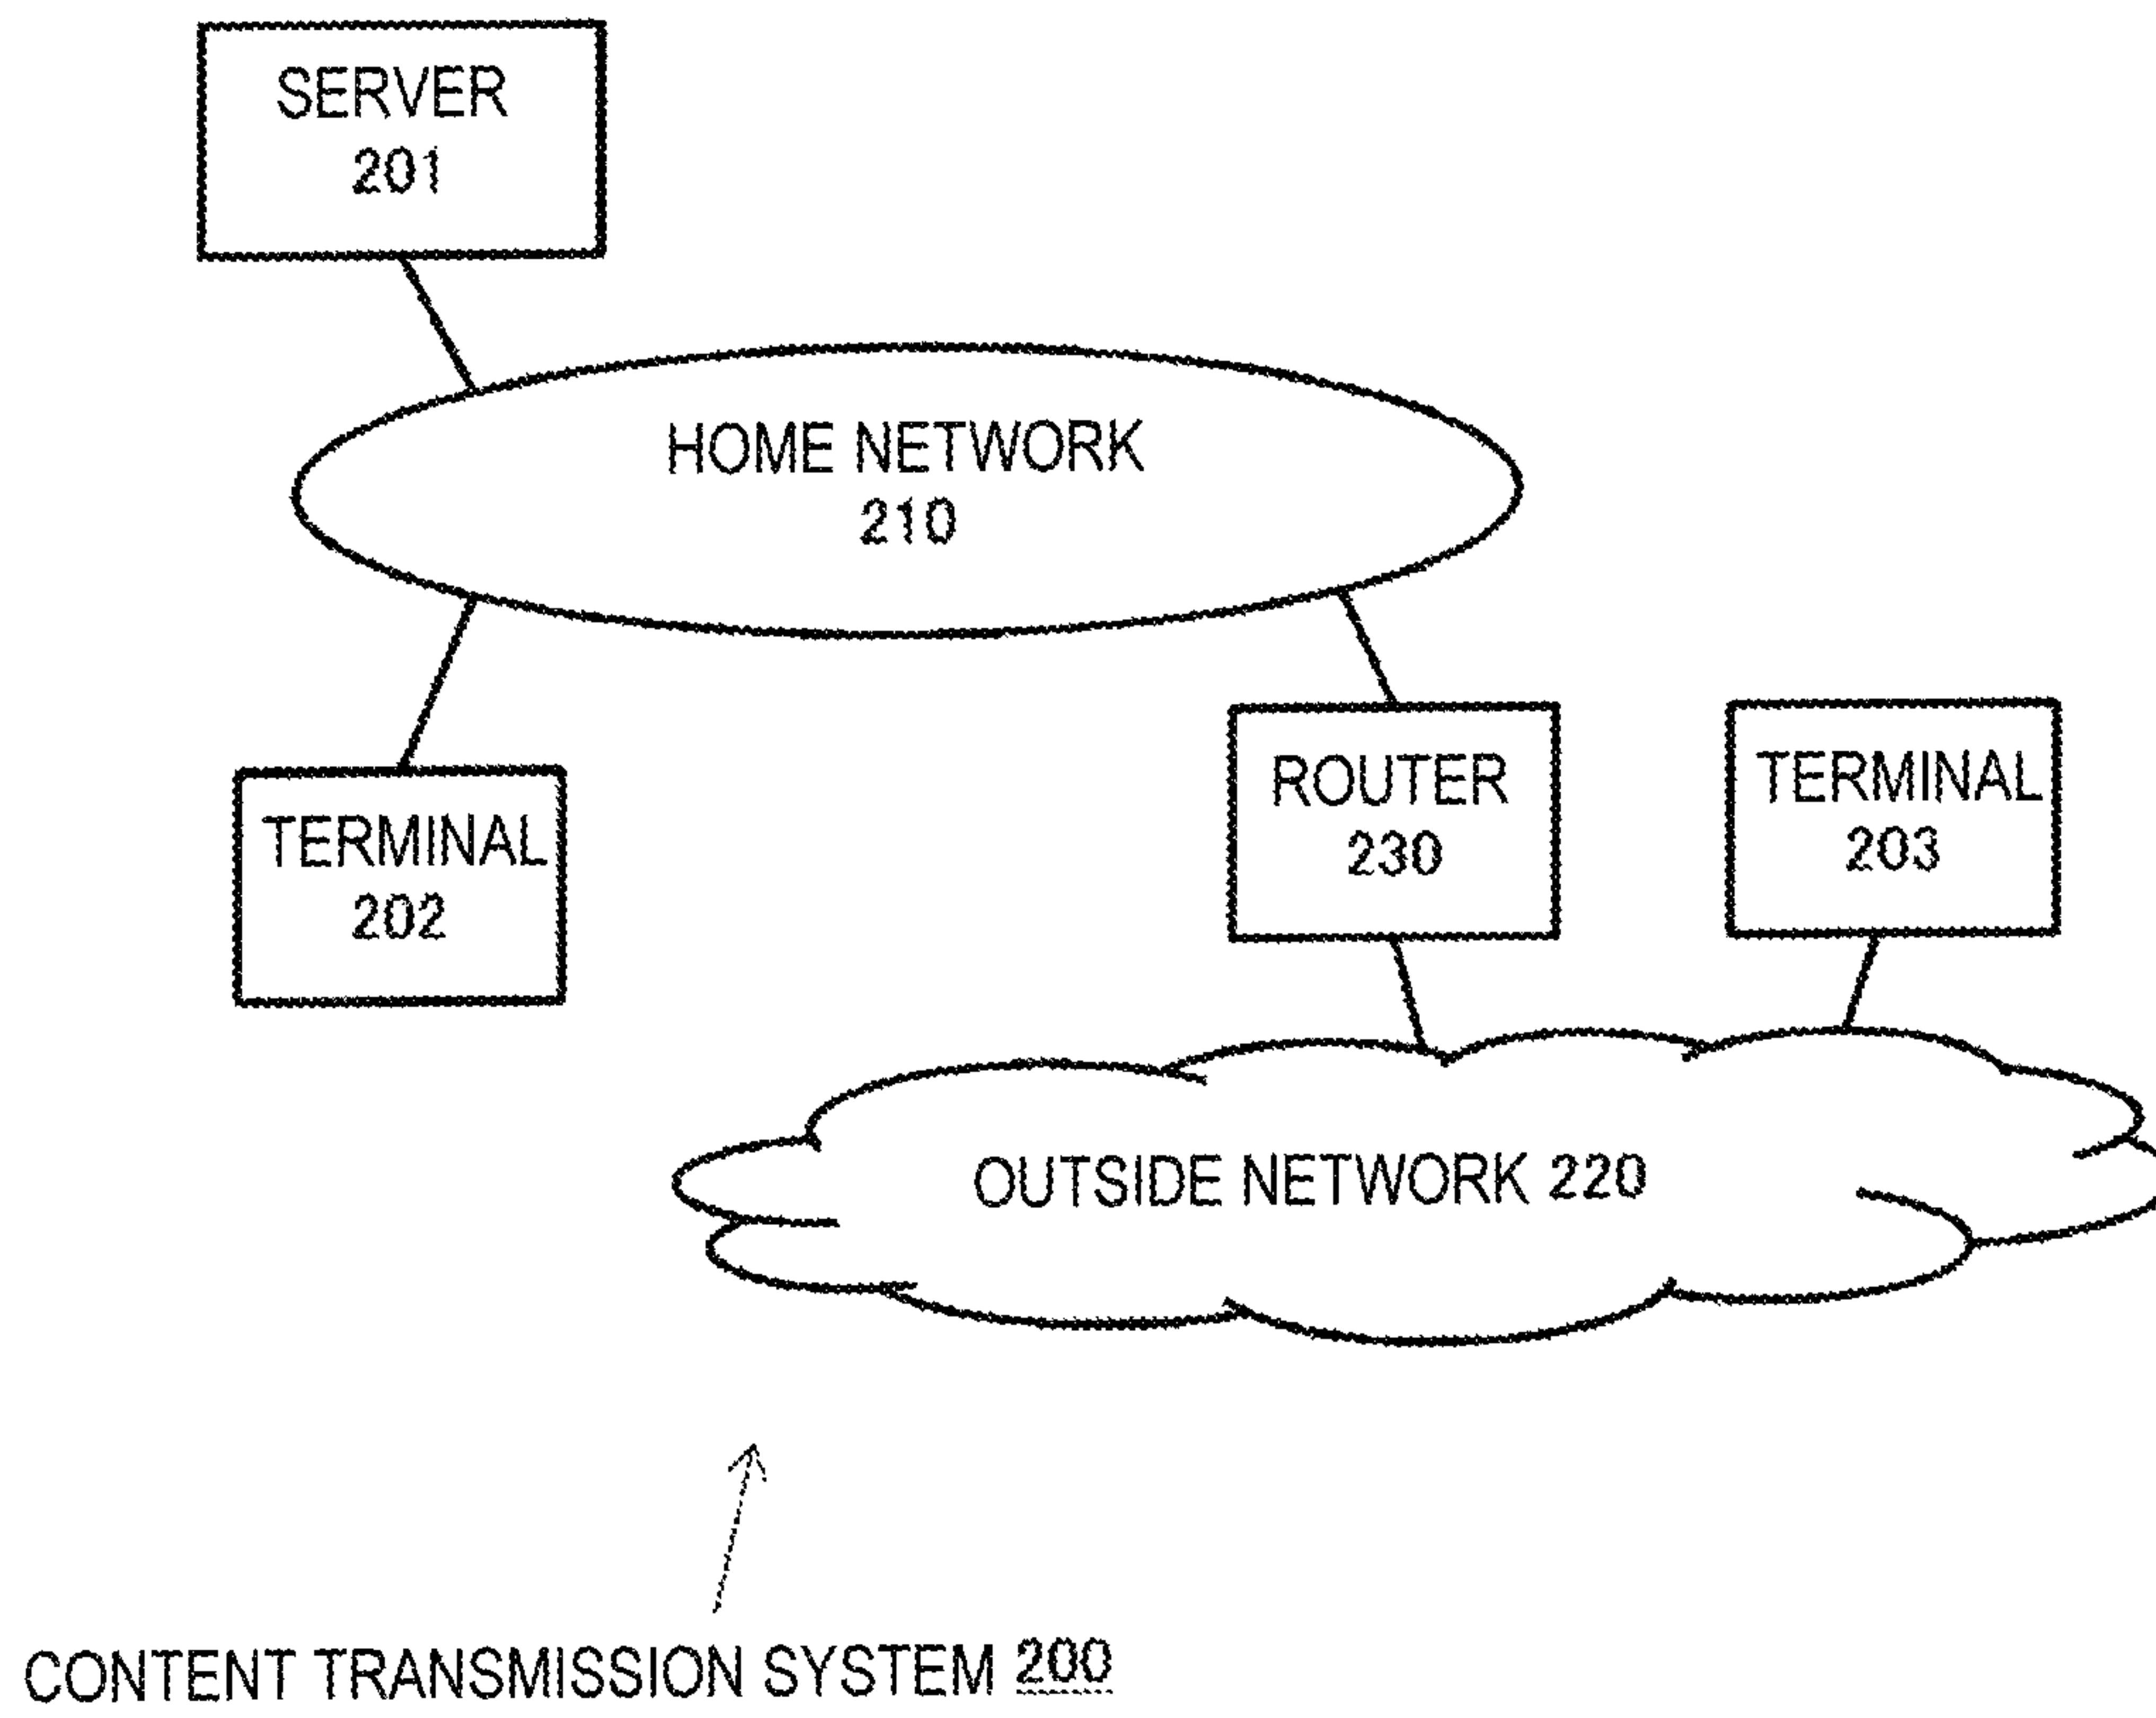 SERVER
201
HOME NETWORK
210
TERMINAL
202
ROUTER
230
TERMINAL
203
OUTSIDE NETWORK 220
CONTENT TRANSMISSION SYSTEM 200